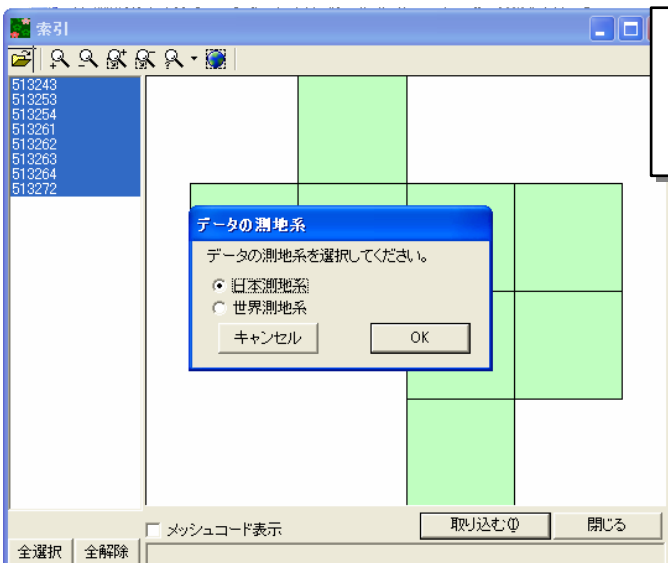 索引
513243
513253
513254
513261
513262
513263
513264
513272
データの測地系
データの測地系を選択してください。
日本測地系
世界測地系
キャンセル
OK
メッシュコード表示
取り込む(I)
閉じる
全選択
全解除